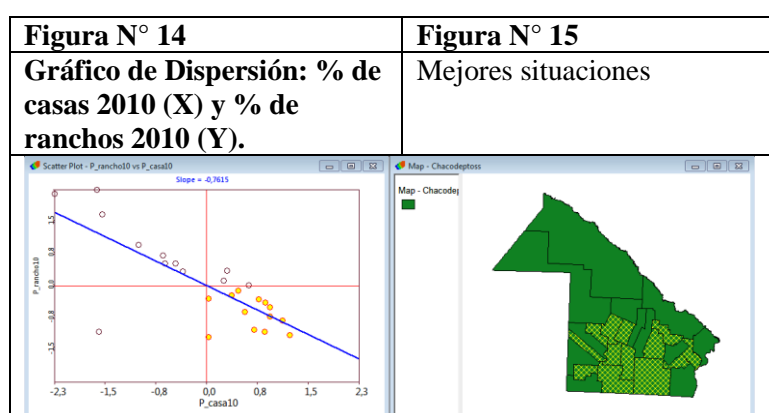 Figura N° 14
Figura N° 15
Gráfico de Dispersión: % de
casas 2010 (X) y % de
ranchos 2010 (Y).
Mejores situaciones
Scatter Plot - P_rancho10 vs P_casa10
Slope = -0,7615
1,5
0,8
0,0
-0,8
-1,5
P_rancho10
-2,3
-1,5
-0,8
0,0
0,8
1,5
2,3
P_casa10
Map - Chacodeptoss
Map - Chacodep